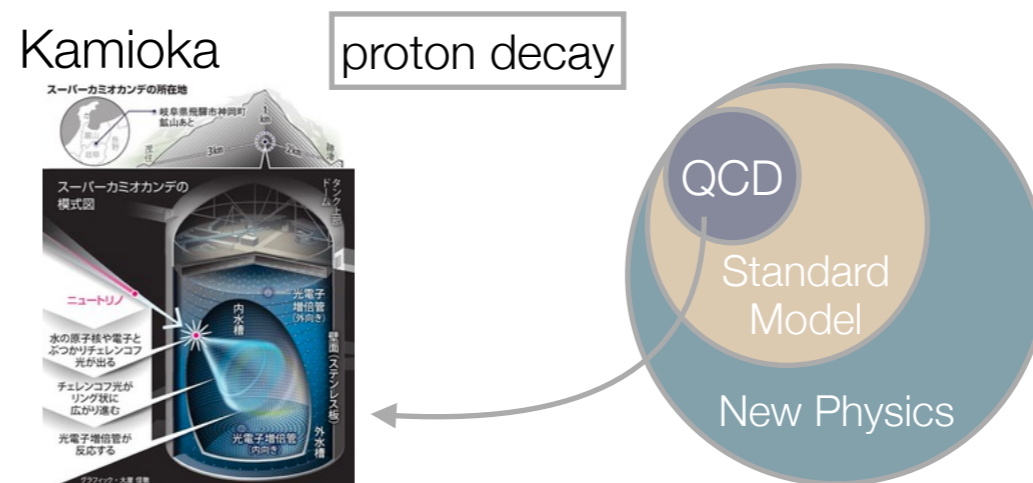 Kamioka
proton decay
スーパーカミオカンデの所在地
岐阜県飛騨市神岡町
鉱山あと
1
km
3km
2km
茂住
跡津
スーパーカミオカンデの
模式図
タンク上部
ドーム
ニュートリノ
水の原子核や電子と
ぶつかりチェレンコフ
光が出る
チェレンコフ光が
リング状に
広がり進む
光電子増倍管が
反応する
内水槽
光電子
増倍管
(外向き)
壁面(ステンレス板)
光電子増倍管
(内向き)
外水槽
QCD
Standard
Model
New Physics